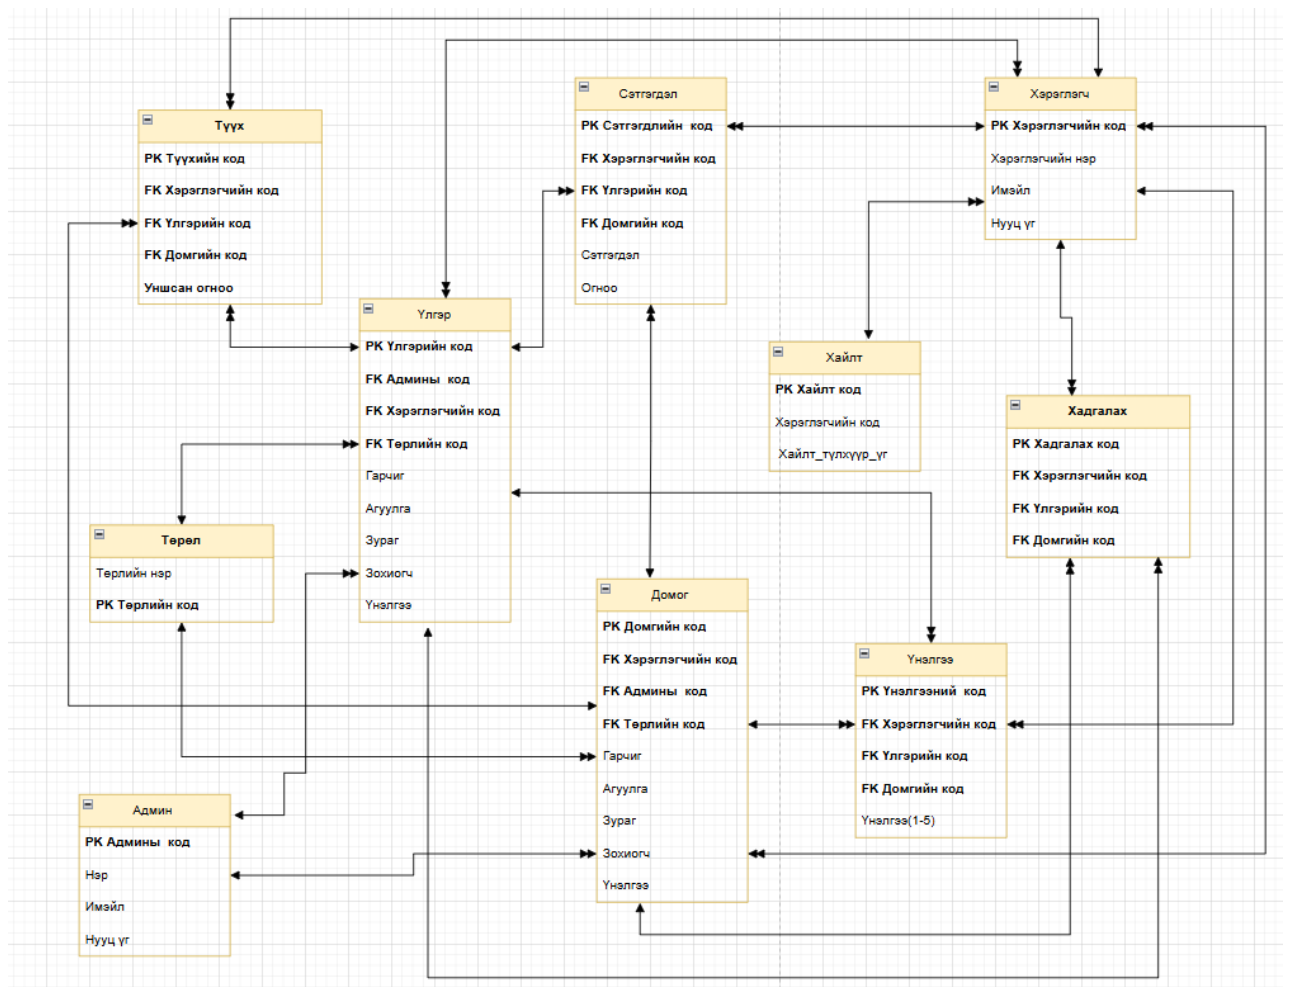 Түүх
PK Түүхийн код
FK Хэрэглэгчийн код
FK Үлгэрийн код
FK Домгийн код
Уншсан огноо
Сэтгэгдэл
PK Сэтгэгдлийн код
FK Хэрэглэгчийн код
FK Үлгэрийн код
FK Домгийн код
Сэтгэгдэл
Огноо
Хэрэглэгч
PK Хэрэглэгчийн код
Хэрэглэгчийн нэр
Имэйл
Нууц үг
Үлгэр
PK Үлгэрийн код
FK Админы код
FK Хэрэглэгчийн код
FK Төрлийн код
Гарчиг
Агуулга
Зураг
Зохиогч
Үнэлгээ
Хайлт
PK Хайлт код
Хэрэглэгчийн код
Хайлт_түлхүүр_үг
Хадгалах
PK Хадгалах код
FK Хэрэглэгчийн код
FK Үлгэрийн код
FK Домгийн код
Төрөл
Төрлийн нэр
PK Төрлийн код
Домог
PK Домгийн код
FK Хэрэглэгчийн код
FK Админы код
FK Төрлийн код
Гарчиг
Агуулга
Зураг
Зохиогч
Үнэлгээ
Үнэлгээ
PK Үнэлгээний код
FK Хэрэглэгчийн код
FK Үлгэрийн код
FK Домгийн код
Үнэлгээ(1-5)
Админ
PK Админы код
Нэр
Имэйл
Нууц үг